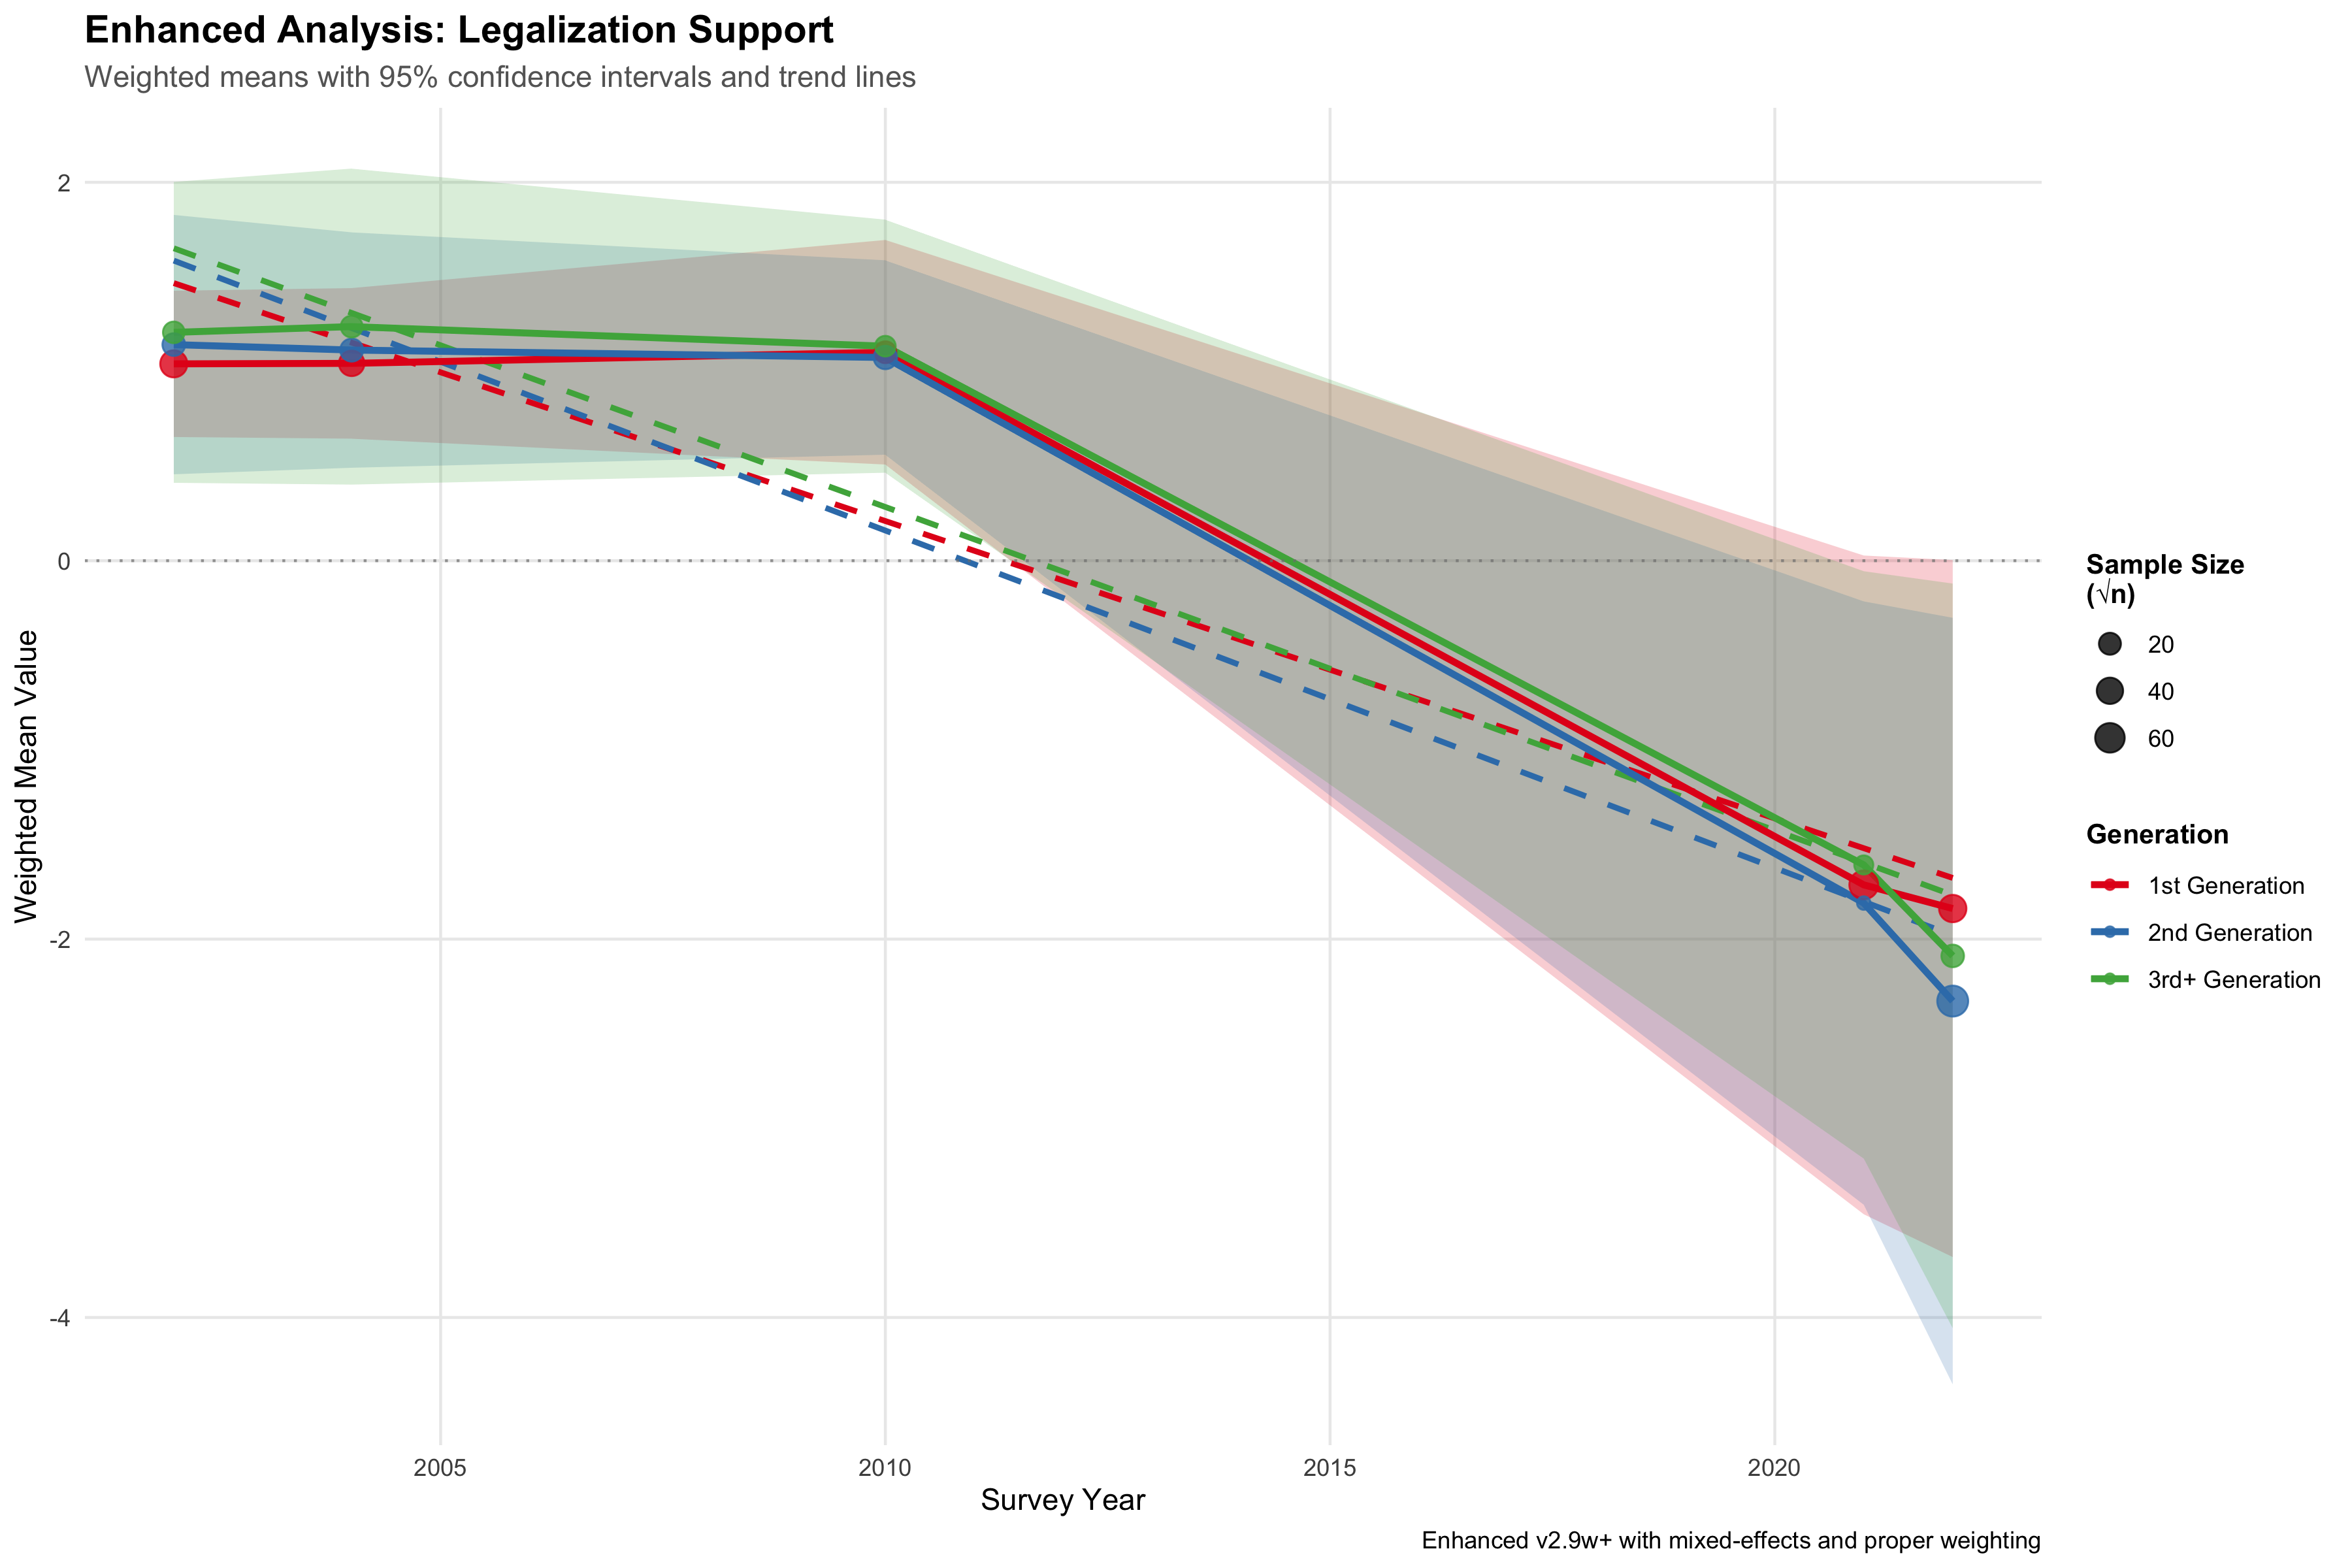 Enhanced Analysis: Legalization Support
Weighted means with 95% confidence intervals and trend lines
Weighted Mean Value
2
0
-2
-4
2005
2010
2015
2020
Survey Year
Sample Size
(√n)
20
40
60
Generation
1st Generation
2nd Generation
3rd+ Generation
Enhanced v2.9w+ with mixed-effects and proper weighting